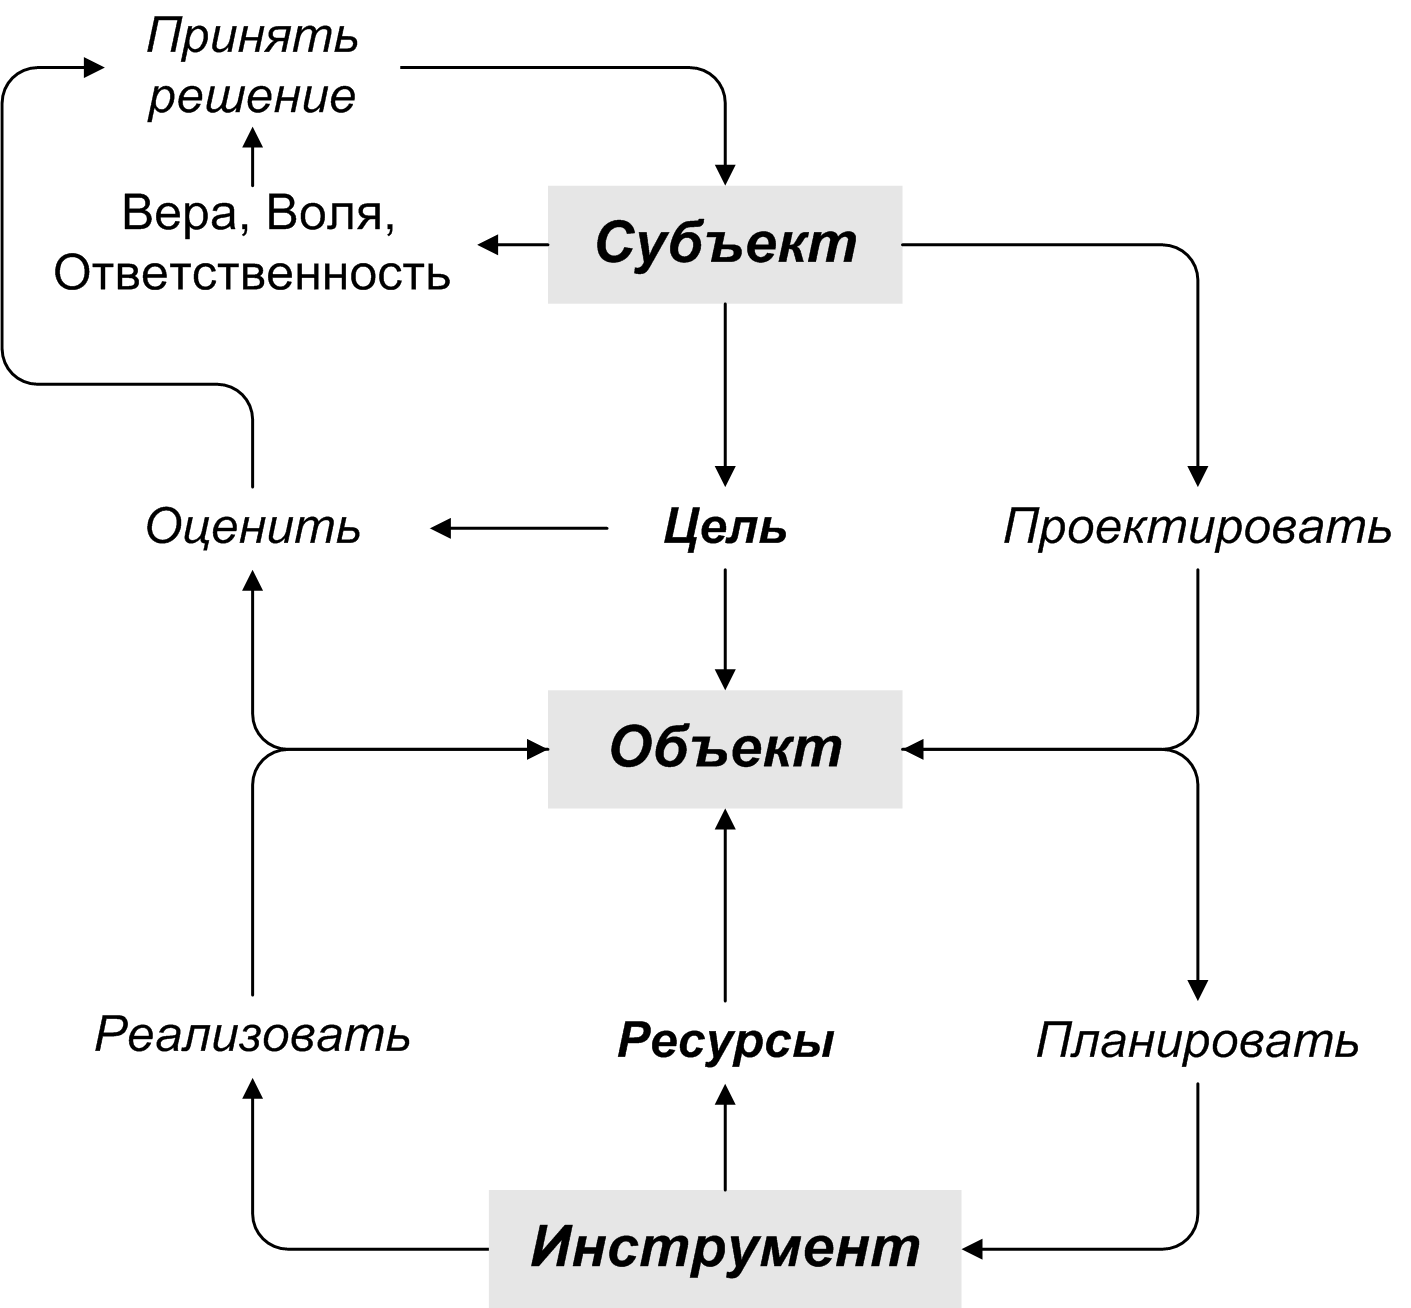 Принять
решение
Вера, Воля,
Ответственность
Субъект
Оценить
Цель
Проектировать
Объект
Реализовать
Ресурсы
Планировать
Инструмент